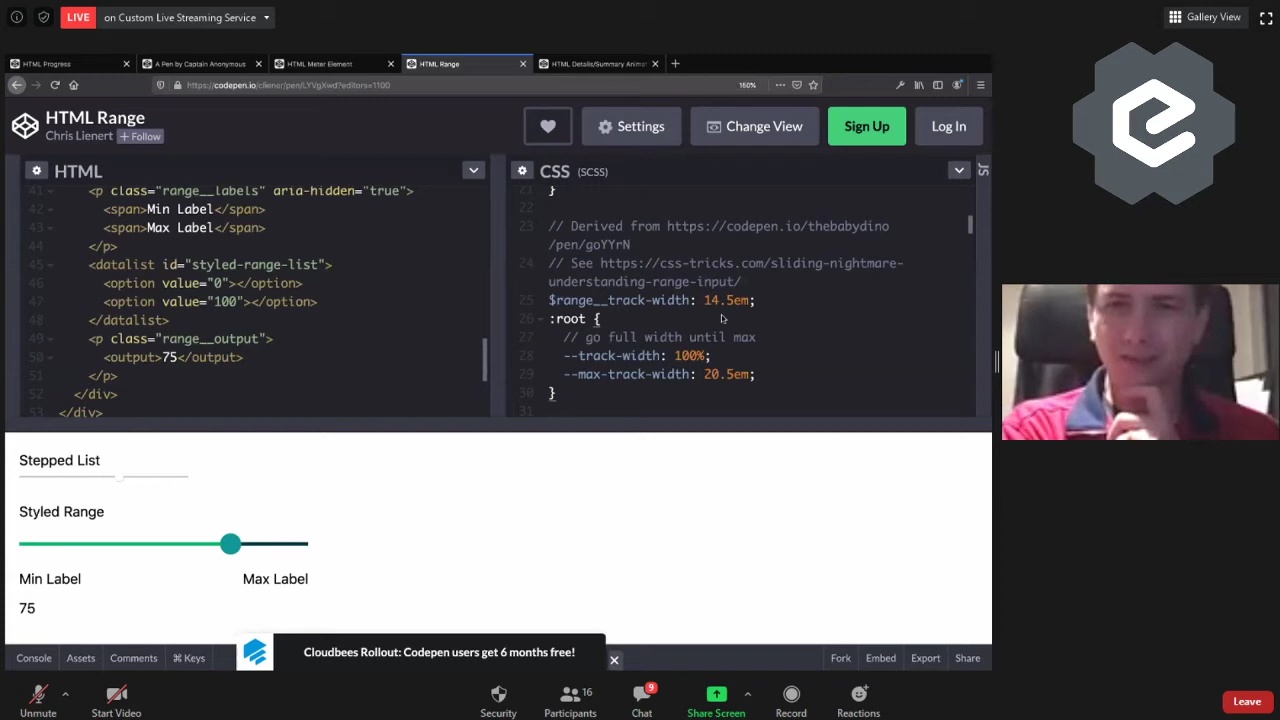 LIVE on Custom Live Streaming Service
Gallery View
HTML Progress
A Pen by Captain Anonymous
HTML Meter Element
HTML Range
HTML Details/Summary Animat
https://codepen.io/cliener/pen/LYVgXwd?editors=1100
150%
HTML Range
Chris Lienert
+ Follow
Settings
Change View
Sign Up
Log In
HTML
41 <p class="range__labels" aria-hidden="true">
42 <span>Min Label</span>
43 <span>Max Label</span>
44 </p>
45 <datalist id="styled-range-list">
46 <option value="0"></option>
47 <option value="100"></option>
48 </datalist>
49 <p class="range__output">
50 <output>75</output>
51 </p>
52 </div>
53 </div>
CSS (SCSS)
JS
21 }
22
23 // Derived from https://codepen.io/thebabydino
/pen/goYYrN
24 // See https://css-tricks.com/sliding-nightmare-
understanding-range-input/
25 $range__track-width: 14.5em;
26 :root {
27 // go full width until max
28 --track-width: 100%;
29 --max-track-width: 20.5em;
30 }
31
Stepped List
Styled Range
Min Label Max Label
75
Cloudbees Rollout: Codepen users get 6 months free!
Console
Assets
Comments
⌘ Keys
Fork
Embed
Export
Share
Unmute
Start Video
Security
16
Participants
9
Chat
Share Screen
Record
Reactions
Leave